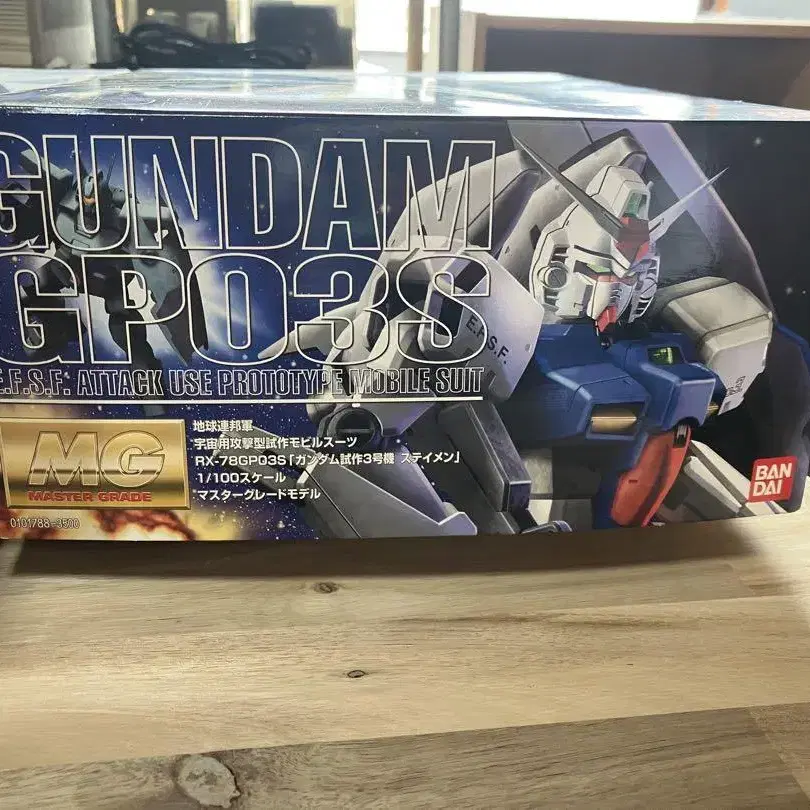 GUNDAM
GP03S
E.F.S.F. ATTACK USE PROTOTYPE MOBILE SUIT
E.F.S.F.
MG
MASTER GRADE
地球連邦軍
宇宙用攻撃型試作モビルスーツ
RX-78GP03S「ガンダム試作3号機 ステイメン」
1/100スケール
マスターグレードモデル
0101788-3500
BAN
DAI